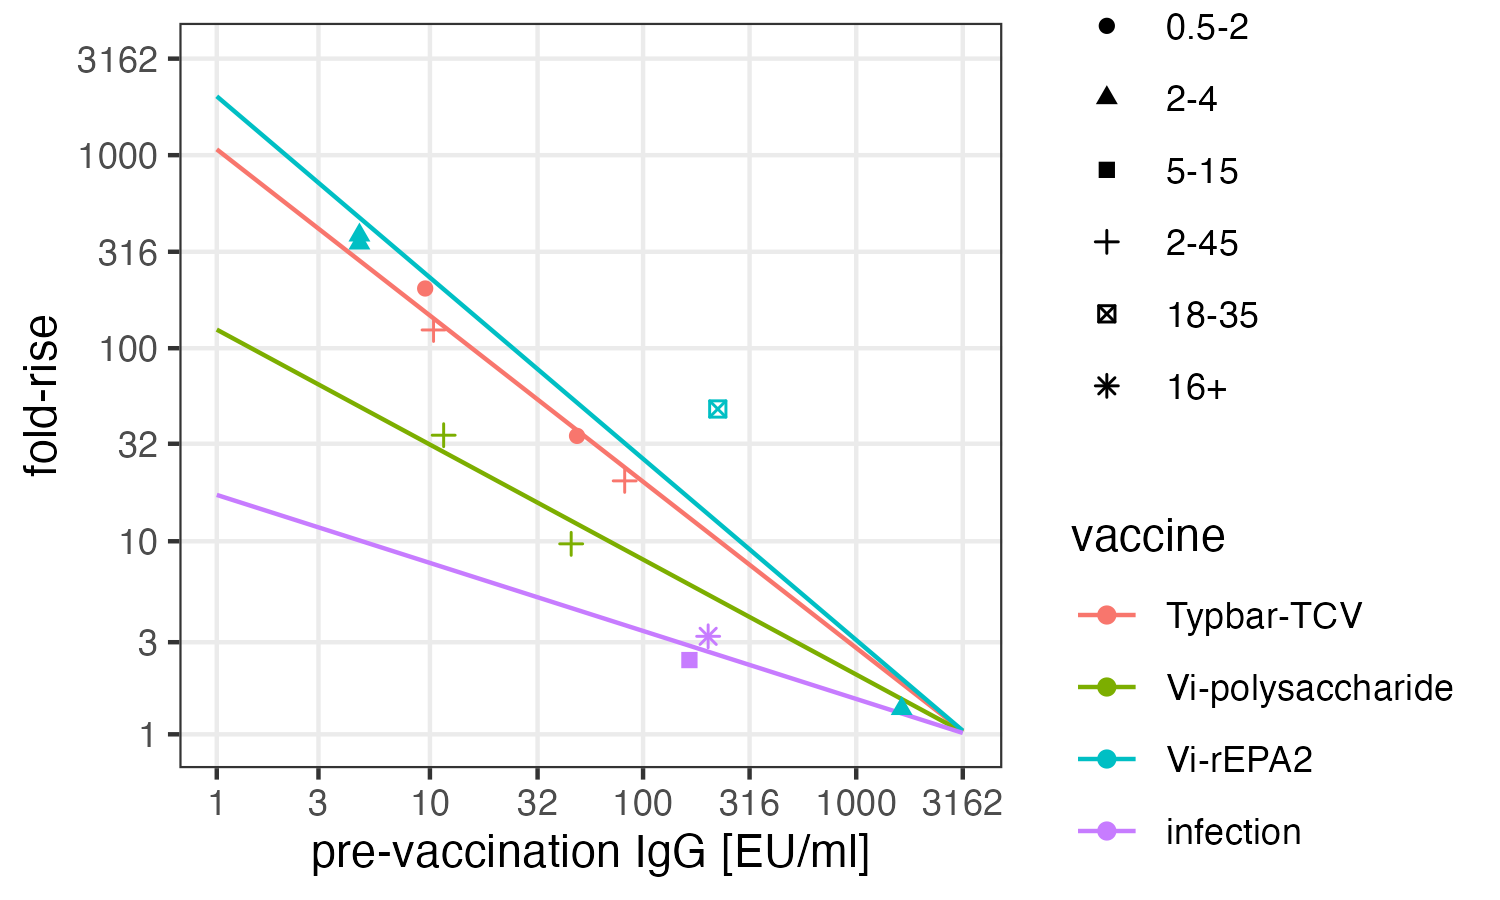 fold-rise
3162
1000
316
100
32
10
3
1
1 3 10 32 100 316 1000 3162
pre-vaccination IgG [EU/ml]
0.5-2
2-4
5-15
2-45
18-35
16+
vaccine
Typbar-TCV
Vi-polysaccharide
Vi-rEPA2
infection